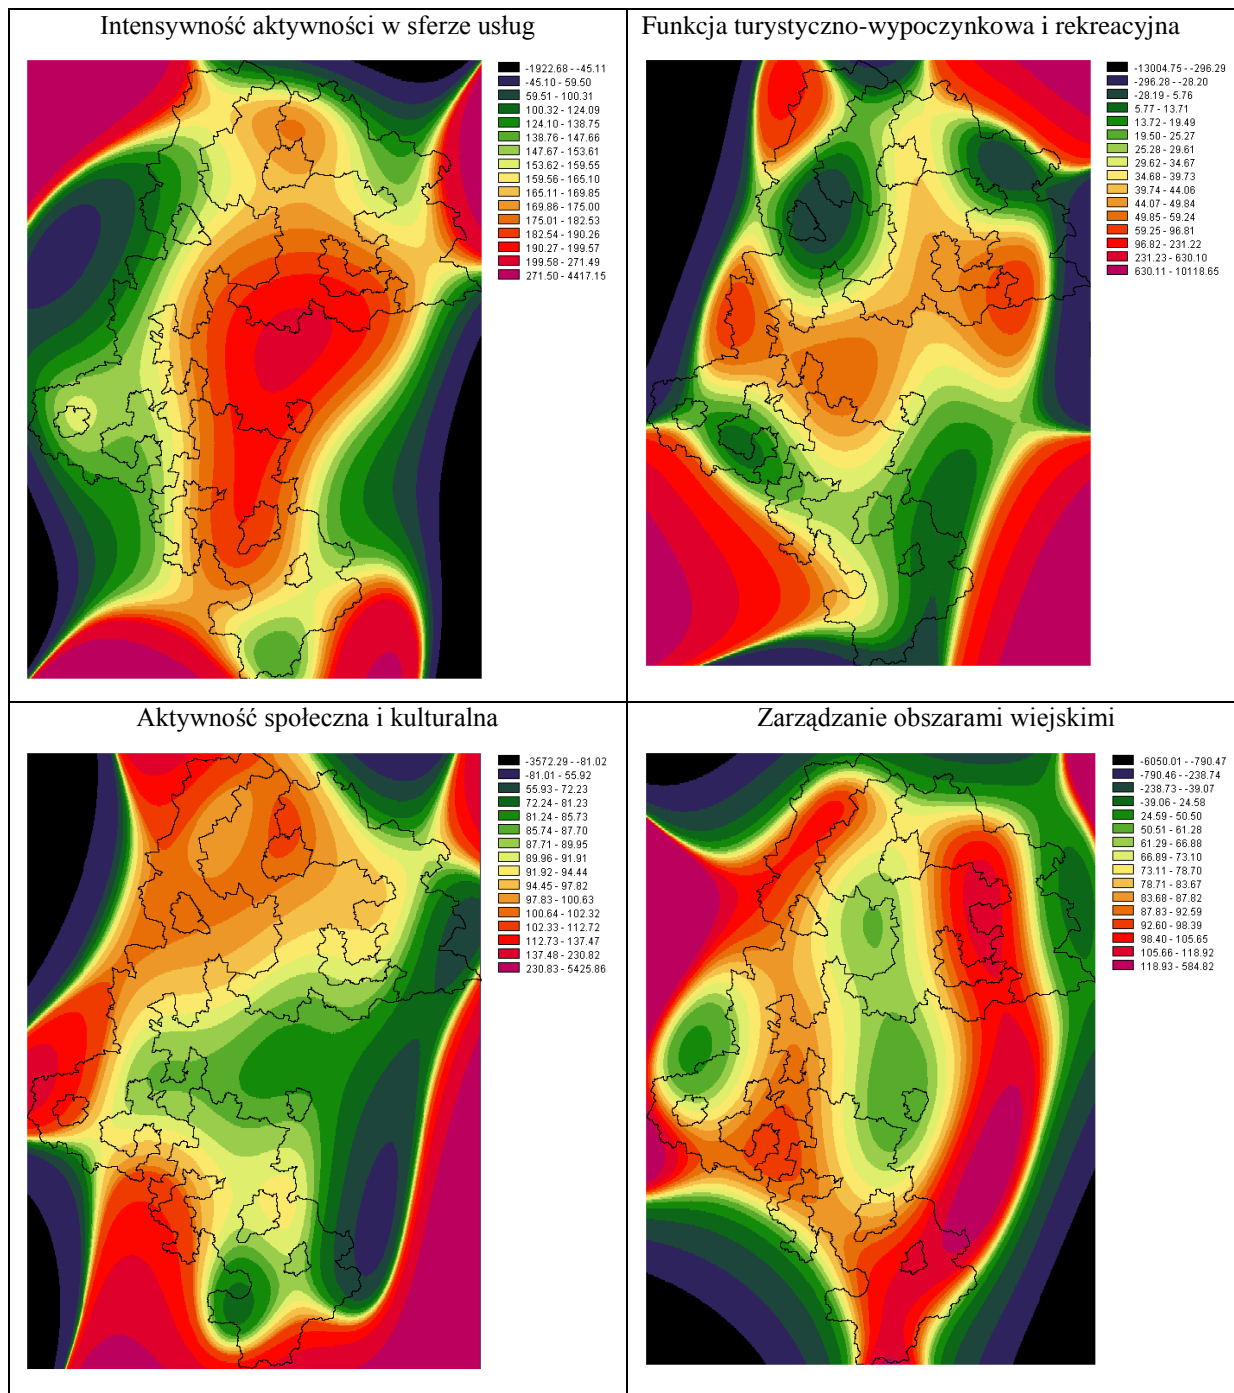 Intensywność aktywności w sferze usług
-1922.68 - -45.11
-45.10 - 59.50
59.51 - 100.31
100.32 - 124.09
124.10 - 138.75
138.76 - 147.66
147.67 - 153.61
153.62 - 159.55
159.56 - 165.10
165.11 - 169.85
169.86 - 175.00
175.01 - 182.53
182.54 - 190.26
190.27 - 199.57
199.58 - 271.49
271.50 - 4417.15
Funkcja turystyczno-wypoczynkowa i rekreacyjna
-13004.75 - -296.29
-296.28 - -28.20
-28.19 - 5.76
5.77 - 13.71
13.72 - 19.49
19.50 - 25.27
25.28 - 29.61
29.62 - 34.67
34.68 - 39.73
39.74 - 44.06
44.07 - 49.84
49.85 - 59.24
59.25 - 96.81
96.82 - 231.22
231.23 - 630.10
630.11 - 10118.65
Aktywność społeczna i kulturalna
-3572.29 - -81.02
-81.01 - 55.92
55.93 - 72.23
72.24 - 81.23
81.24 - 85.73
85.74 - 87.70
87.71 - 89.95
89.96 - 91.91
91.92 - 94.44
94.45 - 97.82
97.83 - 100.63
100.64 - 102.32
102.33 - 112.72
112.73 - 137.47
137.48 - 230.82
230.83 - 5425.86
Zarządzanie obszarami wiejskimi
-6050.01 - -790.47
-790.46 - -238.74
-238.73 - -39.07
-39.06 - 24.58
24.59 - 50.50
50.51 - 61.28
61.29 - 66.88
66.89 - 73.10
73.11 - 78.70
78.71 - 83.67
83.68 - 87.82
87.83 - 92.59
92.60 - 98.39
98.40 - 105.65
105.66 - 118.92
118.93 - 584.82